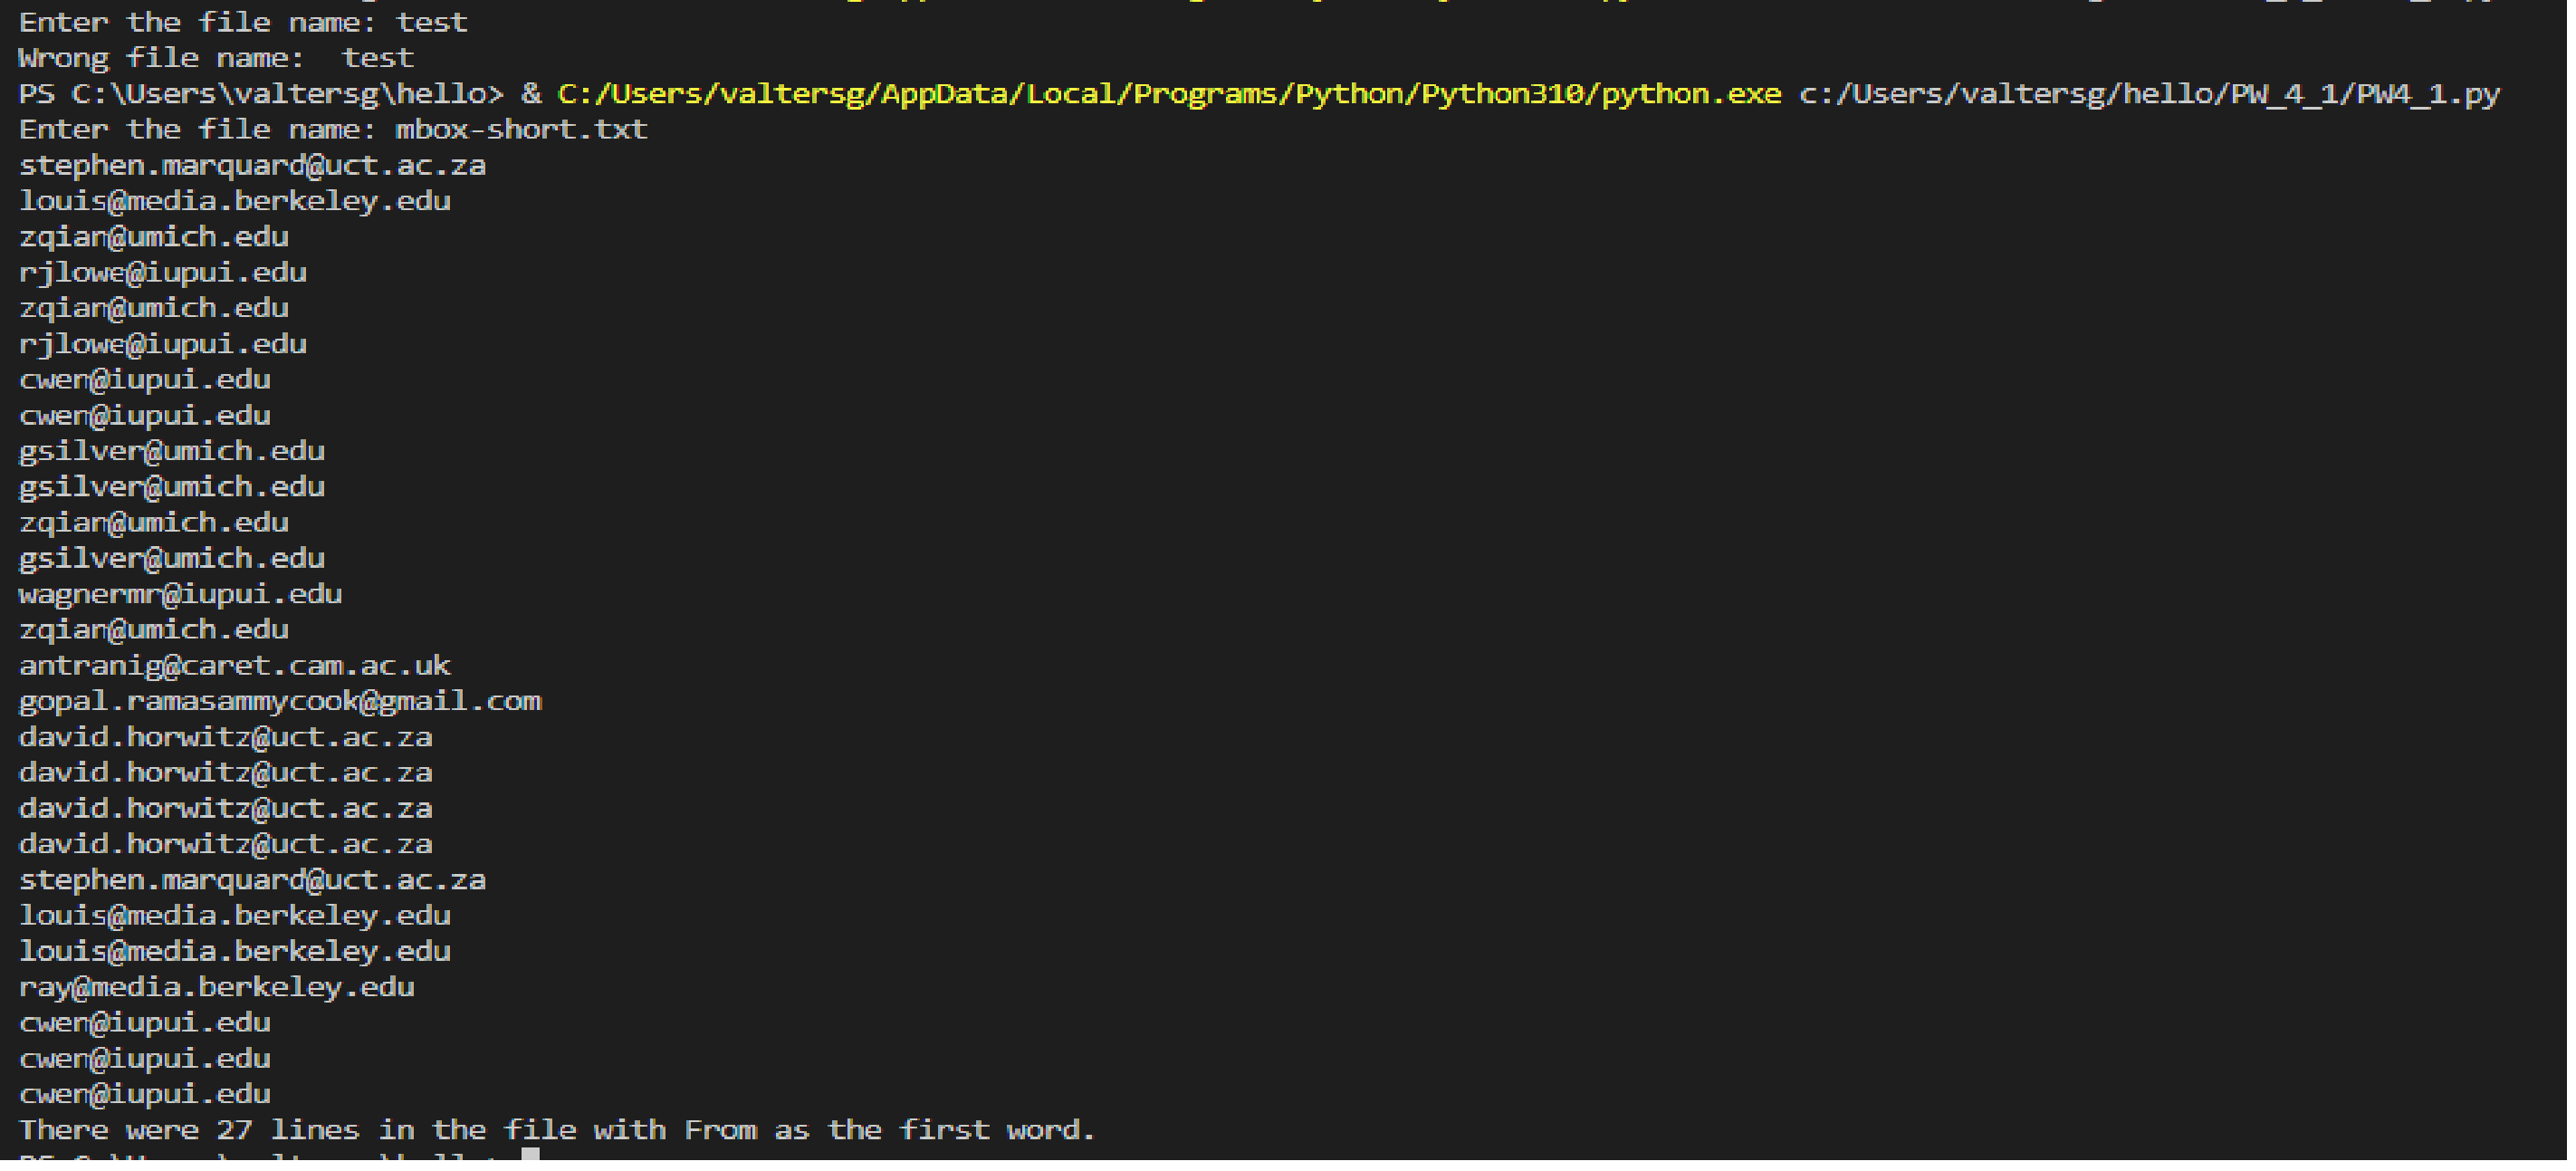 Enter the file name: test
Wrong file name:  test
PS C:\Users\valtersg\hello> & C:/Users/valtersg/AppData/Local/Programs/Python/Python310/python.exe c:/Users/valtersg/hello/PW_4_1/PW4_1.py
Enter the file name: mbox-short.txt
stephen.marquard@uct.ac.za
louis@media.berkeley.edu
zqian@umich.edu
rjlowe@iupui.edu
zqian@umich.edu
rjlowe@iupui.edu
cwen@iupui.edu
cwen@iupui.edu
gsilver@umich.edu
gsilver@umich.edu
zqian@umich.edu
gsilver@umich.edu
wagnermr@iupui.edu
zqian@umich.edu
antranig@caret.cam.ac.uk
gopal.ramasammycook@gmail.com
david.horwitz@uct.ac.za
david.horwitz@uct.ac.za
david.horwitz@uct.ac.za
david.horwitz@uct.ac.za
stephen.marquard@uct.ac.za
louis@media.berkeley.edu
louis@media.berkeley.edu
ray@media.berkeley.edu
cwen@iupui.edu
cwen@iupui.edu
cwen@iupui.edu
There were 27 lines in the file with From as the first word.